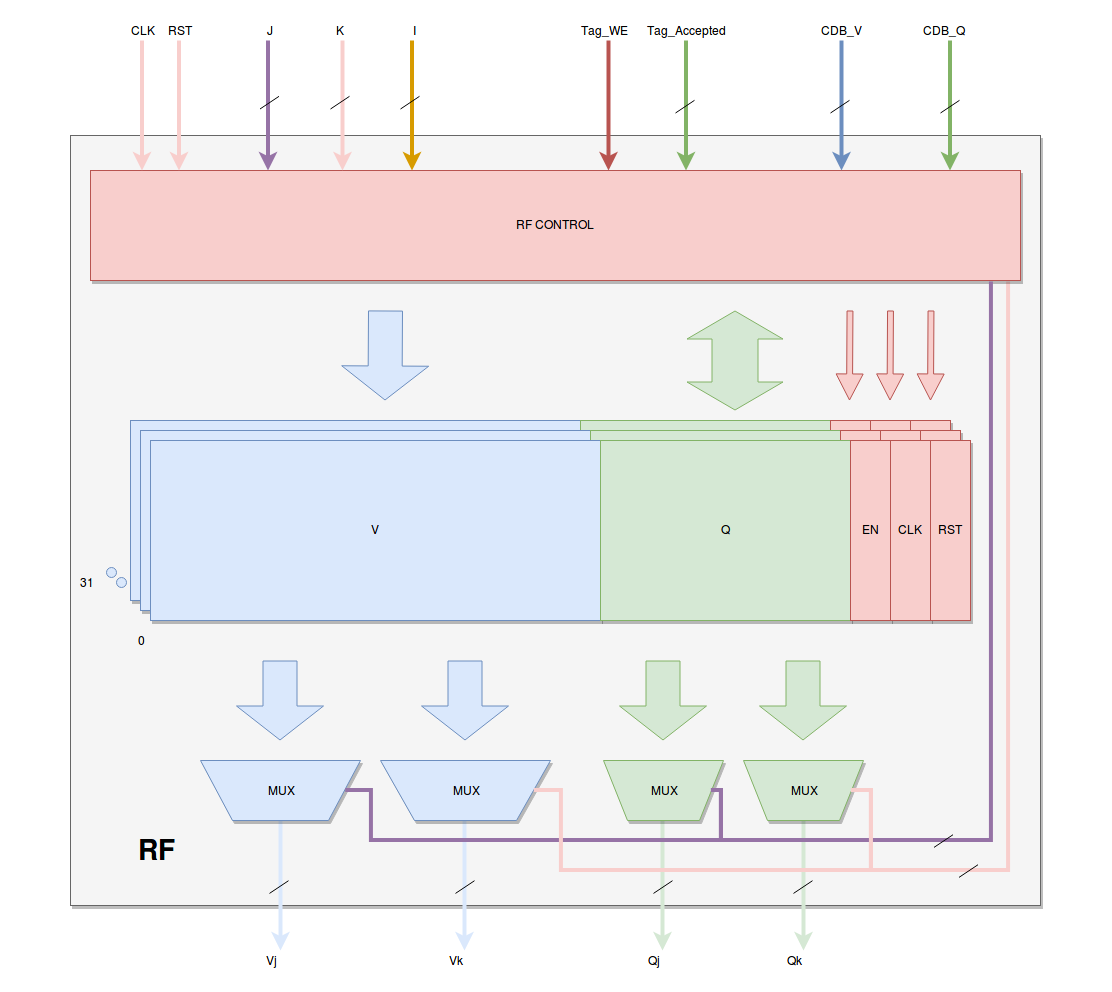 CLK RST J K I Tag_WE Tag_Accepted CDB_V CDB_Q
RF CONTROL
V Q EN CLK RST
31
0
MUX MUX MUX MUX
RF
Vj Vk Qj Qk